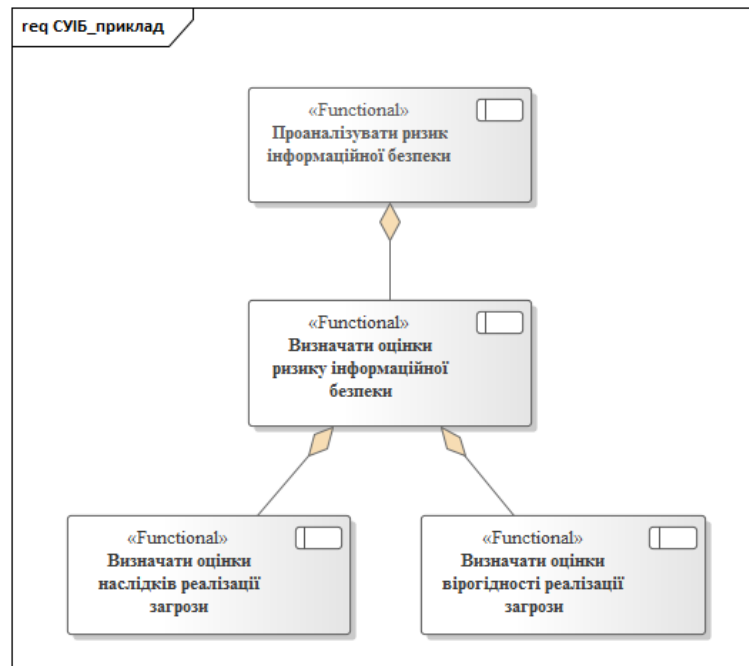 req СУІБ_приклад
«Functional»
Проаналізувати ризик
інформаційної безпеки
«Functional»
Визначати оцінки
ризику інформаційної
безпеки
«Functional»
Визначати оцінки
наслідків реалізації
загрози
«Functional»
Визначати оцінки
вірогідності реалізації
загрози